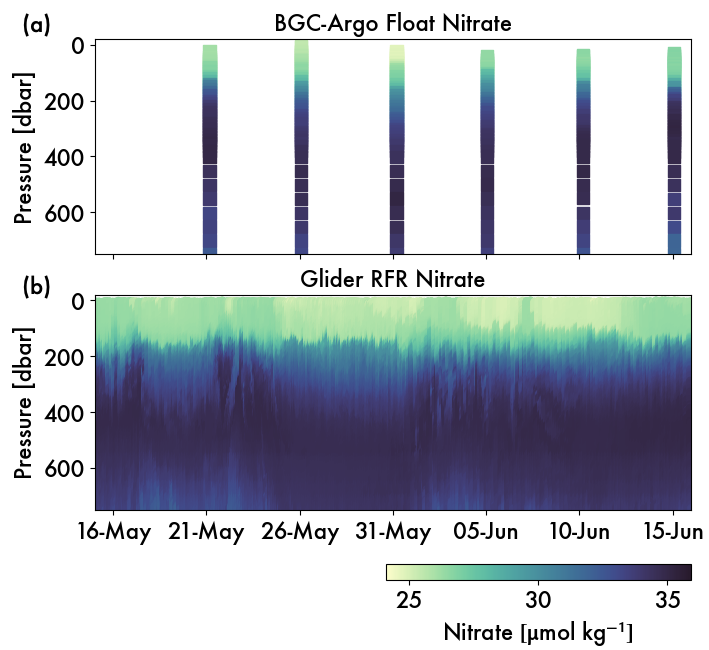 (a) BGC-Argo Float Nitrate
Pressure [dbar]
0
200
400
600
(b) Glider RFR Nitrate
Pressure [dbar]
0
200
400
600
16-May 21-May 26-May 31-May 05-Jun 10-Jun 15-Jun
25 30 35
Nitrate [µmol kg⁻¹]